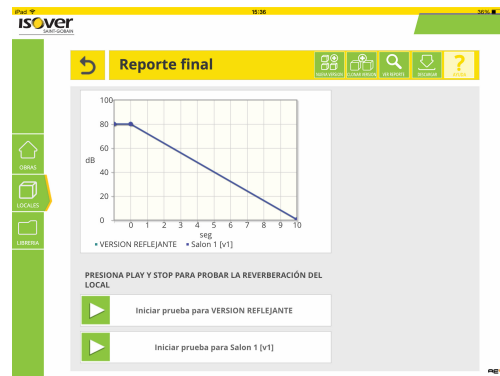 iPad
15:36
36%
isover
SAINT-GOBAIN
Reporte final
NUEVA VERSION
CLONAR VERSION
VER REPORTE
DESCARGAR
AYUDA
OBRAS
LOCALES
LIBRERIA
100
80
60
dB
40
20
0
0 1 2 3 4 5 6 7 8 9 10
seg
VERSION REFLEJANTE Salon 1 [v1]
PRESIONA PLAY Y STOP PARA PROBAR LA REVERBERACIÓN DEL
LOCAL
Iniciar prueba para VERSION REFLEJANTE
Iniciar prueba para Salon 1 [v1]